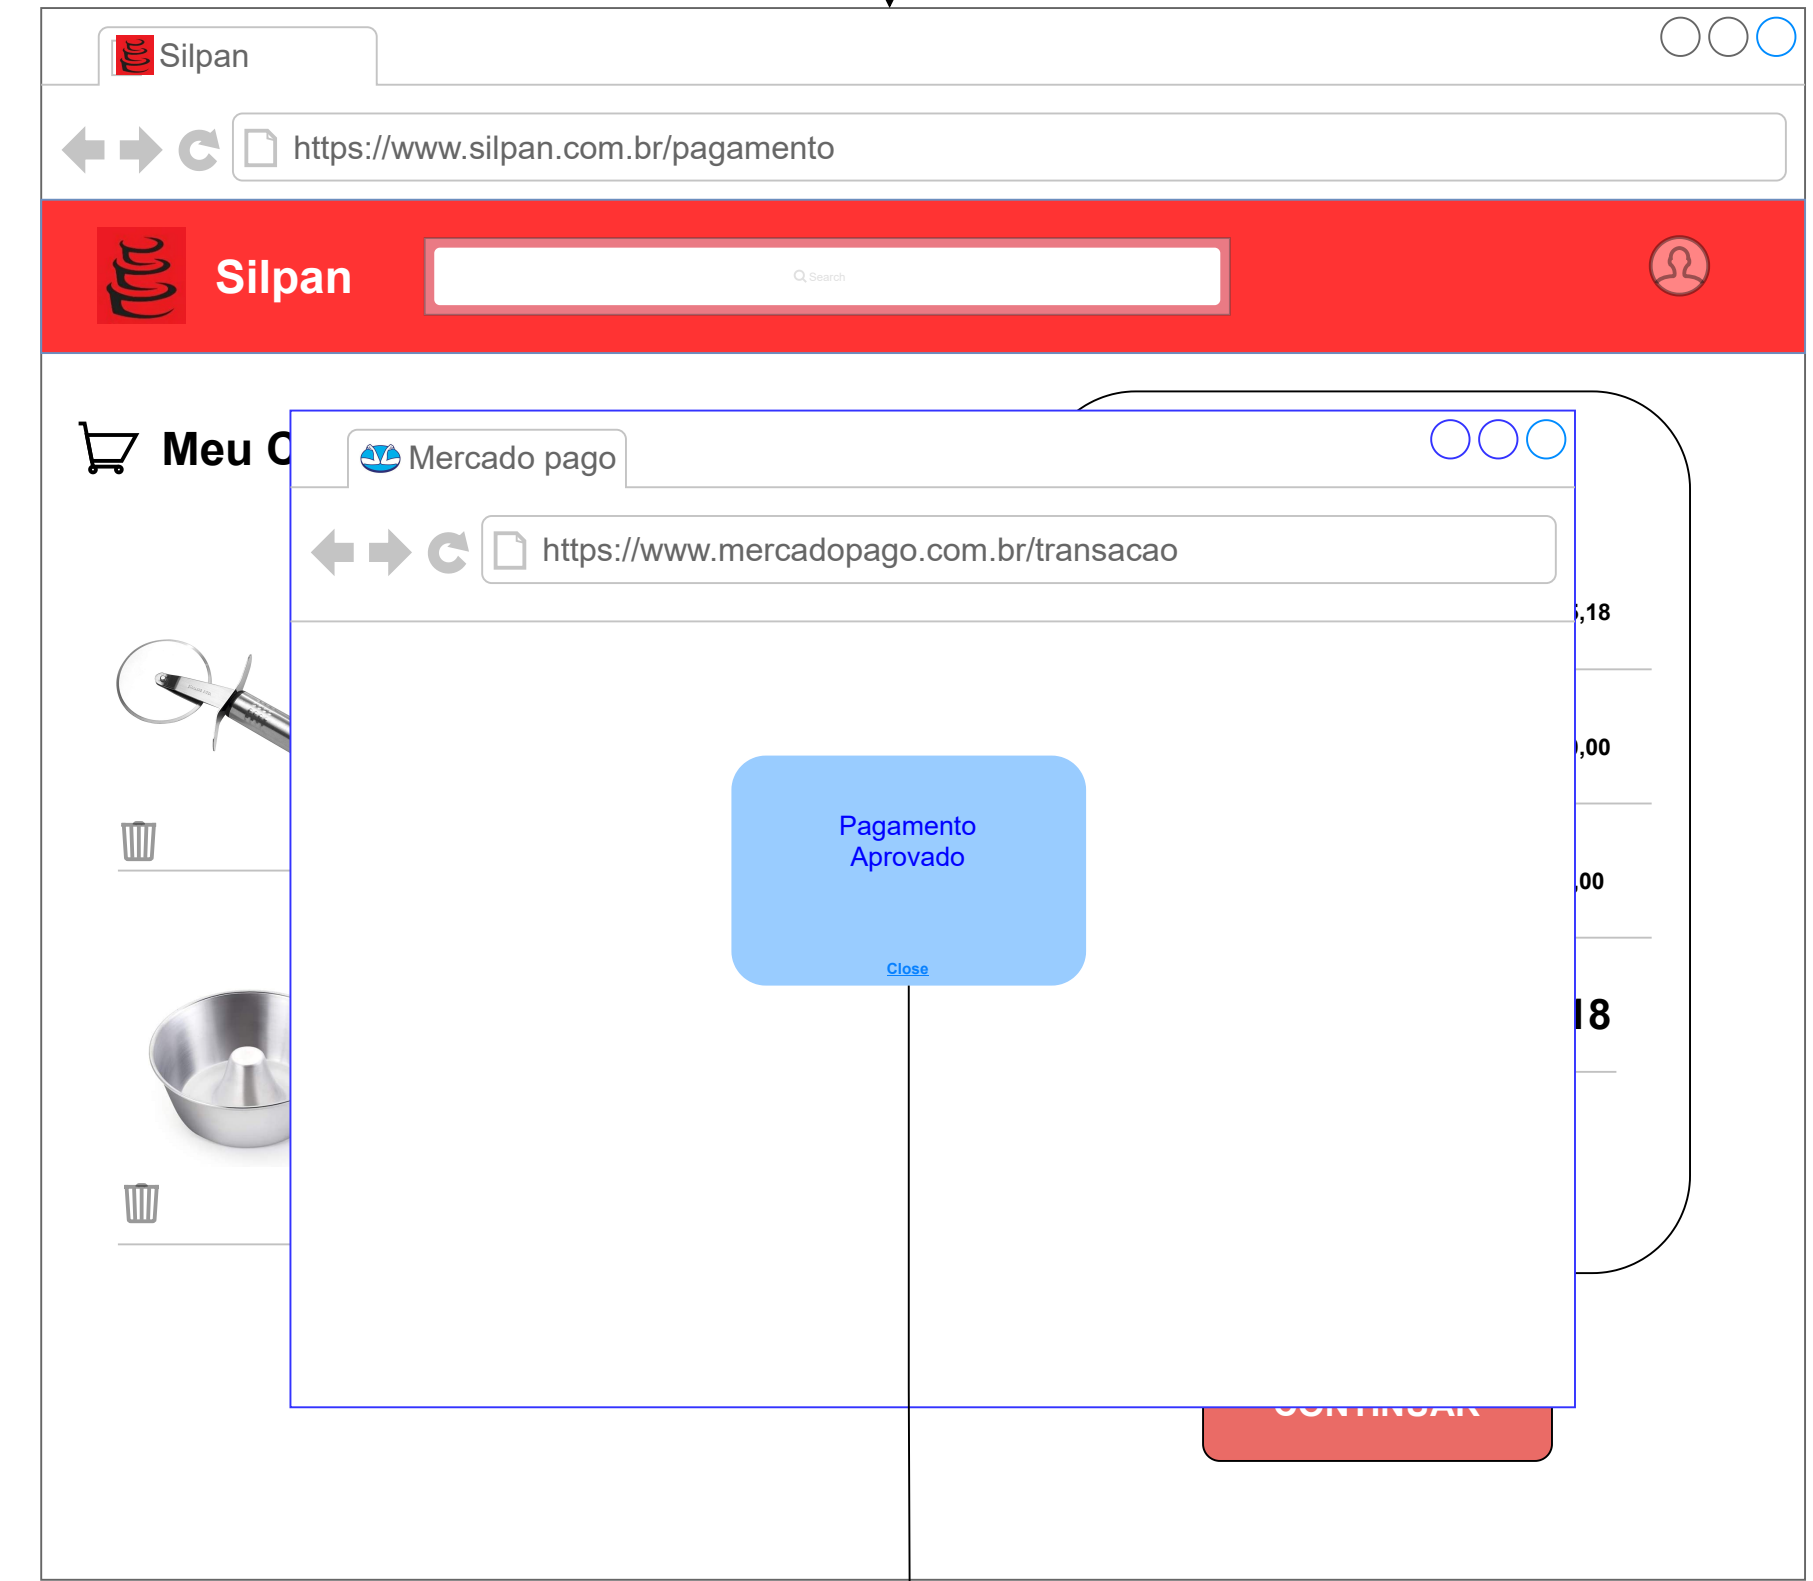 Silpan
https://www.silpan.com.br/pagamento
Silpan
Search
Meu C
Mercado pago
https://www.mercadopago.com.br/transacao
,18
,00
Pagamento
Aprovado
,00
Close
18
CONTINUAR